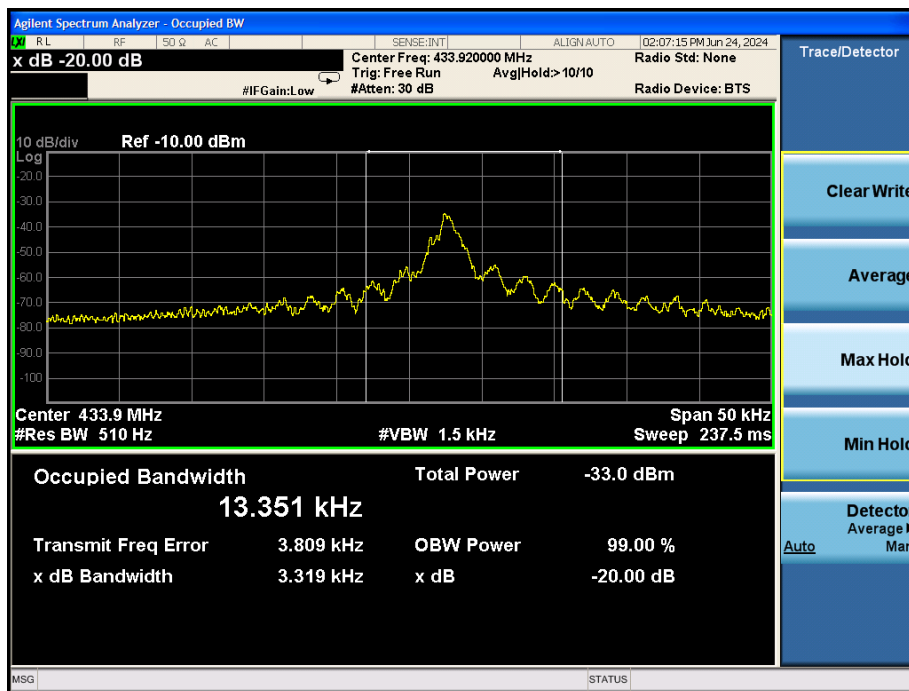 Agilent Spectrum Analyzer - Occupied BW
LXI RL RF 50 Ω AC SENSE:INT ALIGN AUTO 02:07:15 PM Jun 24, 2024
x dB -20.00 dB
Center Freq: 433.920000 MHz
Radio Std: None
Trig: Free Run Avg|Hold:>10/10
#IFGain:Low
#Atten: 30 dB
Radio Device: BTS
Trace/Detector
10 dB/div Ref -10.00 dBm
Log
-20.0
-30.0
-40.0
-50.0
-60.0
-70.0
-80.0
-90.0
-100
Center 433.9 MHz Span 50 kHz
#Res BW 510 Hz #VBW 1.5 kHz Sweep 237.5 ms
Occupied Bandwidth Total Power -33.0 dBm
13.351 kHz
Transmit Freq Error 3.809 kHz OBW Power 99.00 %
x dB Bandwidth 3.319 kHz x dB -20.00 dB
Clear Write
Average
Max Hold
Min Hold
Detecto
Average
Auto Man
MSG STATUS